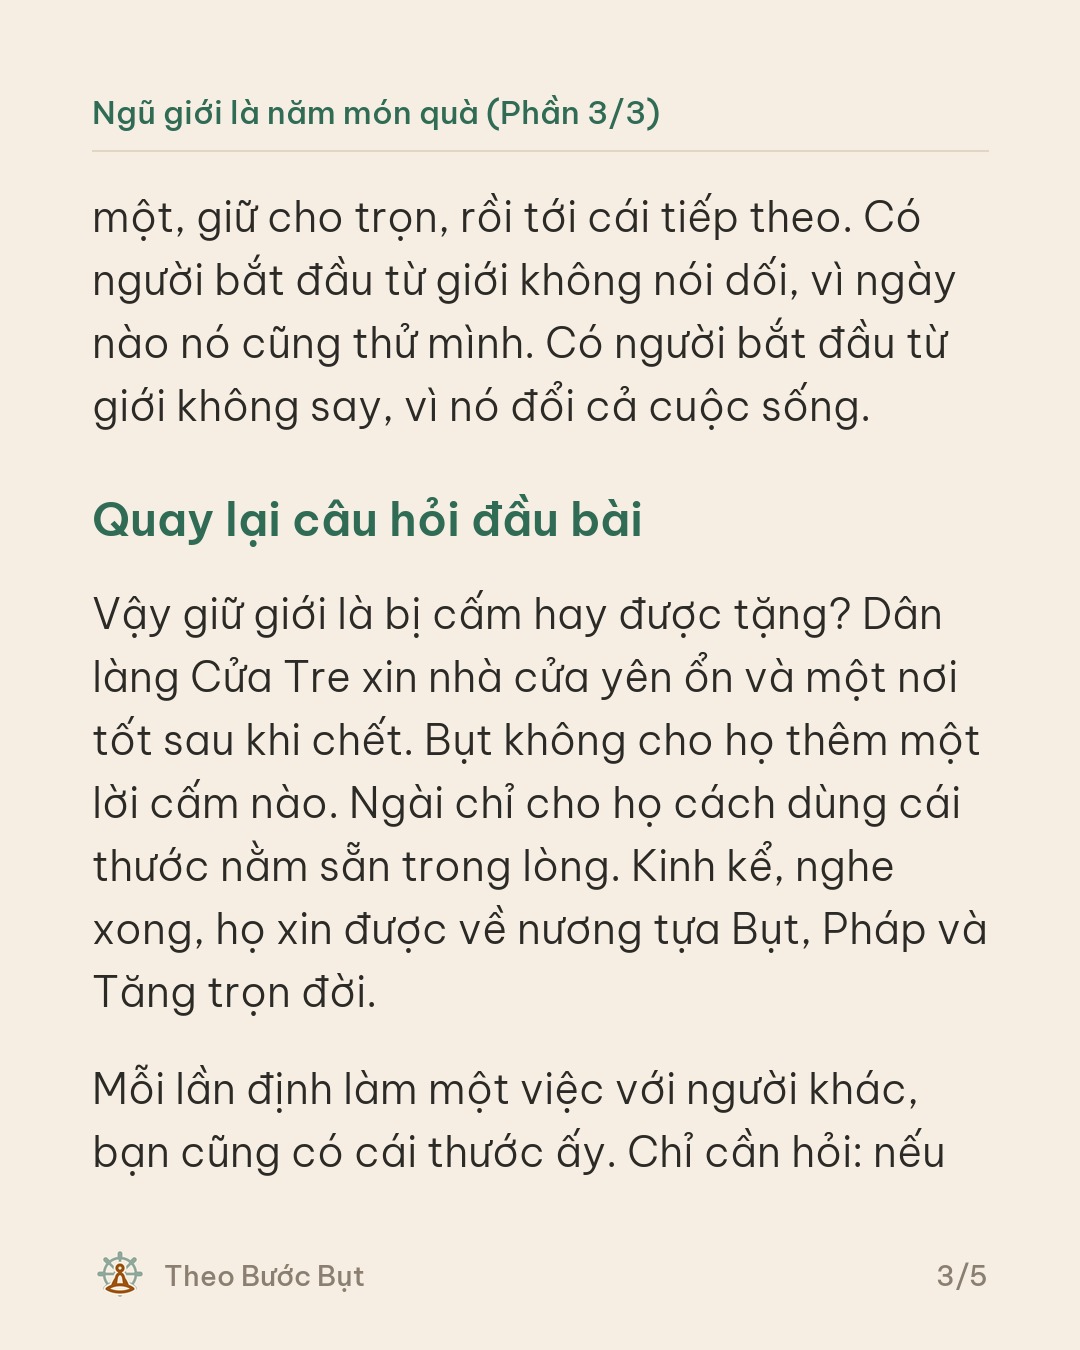 Ngũ giới là năm món quà (Phần 3/3)
một, giữ cho trọn, rồi tới cái tiếp theo. Có
người bắt đầu từ giới không nói dối, vì ngày
nào nó cũng thử mình. Có người bắt đầu từ
giới không say, vì nó đổi cả cuộc sống.
Quay lại câu hỏi đầu bài
Vậy giữ giới là bị cấm hay được tặng? Dân
làng Cửa Tre xin nhà cửa yên ổn và một nơi
tốt sau khi chết. Bụt không cho họ thêm một
lời cấm nào. Ngài chỉ cho họ cách dùng cái
thước nằm sẵn trong lòng. Kinh kể, nghe
xong, họ xin được về nương tựa Bụt, Pháp và
Tăng trọn đời.
Mỗi lần định làm một việc với người khác,
bạn cũng có cái thước ấy. Chỉ cần hỏi: nếu
Theo Bước Bụt
3/5